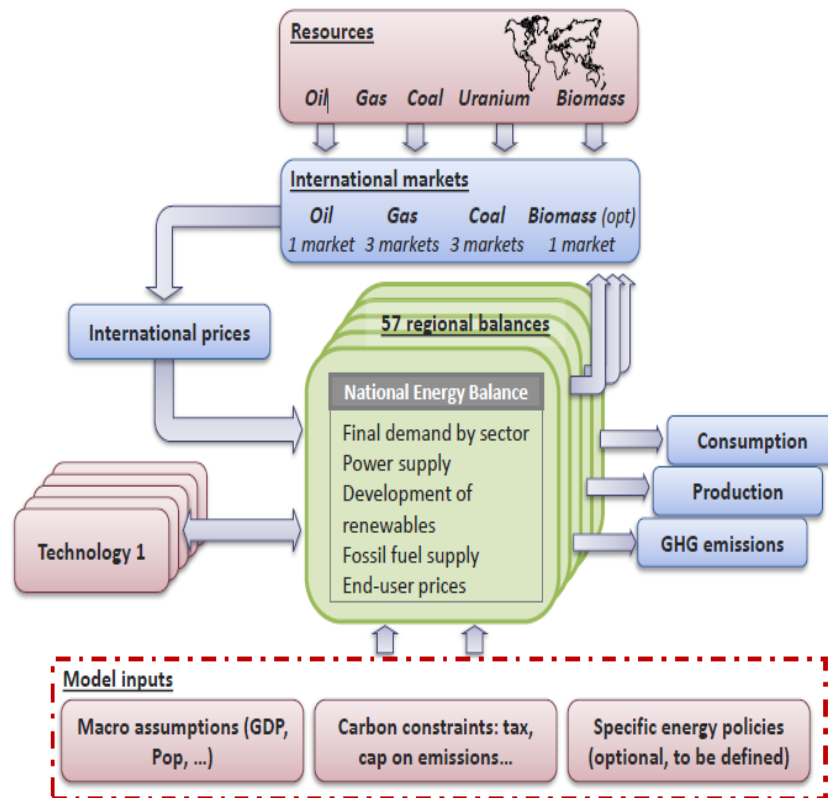 Resources
Oil Gas Coal Uranium Biomass
International markets
Oil Gas Coal Biomass (opt)
1 market 3 markets 3 markets 1 market
International prices
57 regional balances
National Energy Balance
Final demand by sector
Power supply
Development of
renewables
Fossil fuel supply
End-user prices
Consumption
Production
GHG emissions
Technology 1
Model inputs
Macro assumptions (GDP,
Pop, ...)
Carbon constraints: tax,
cap on emissions...
Specific energy policies
(optional, to be defined)